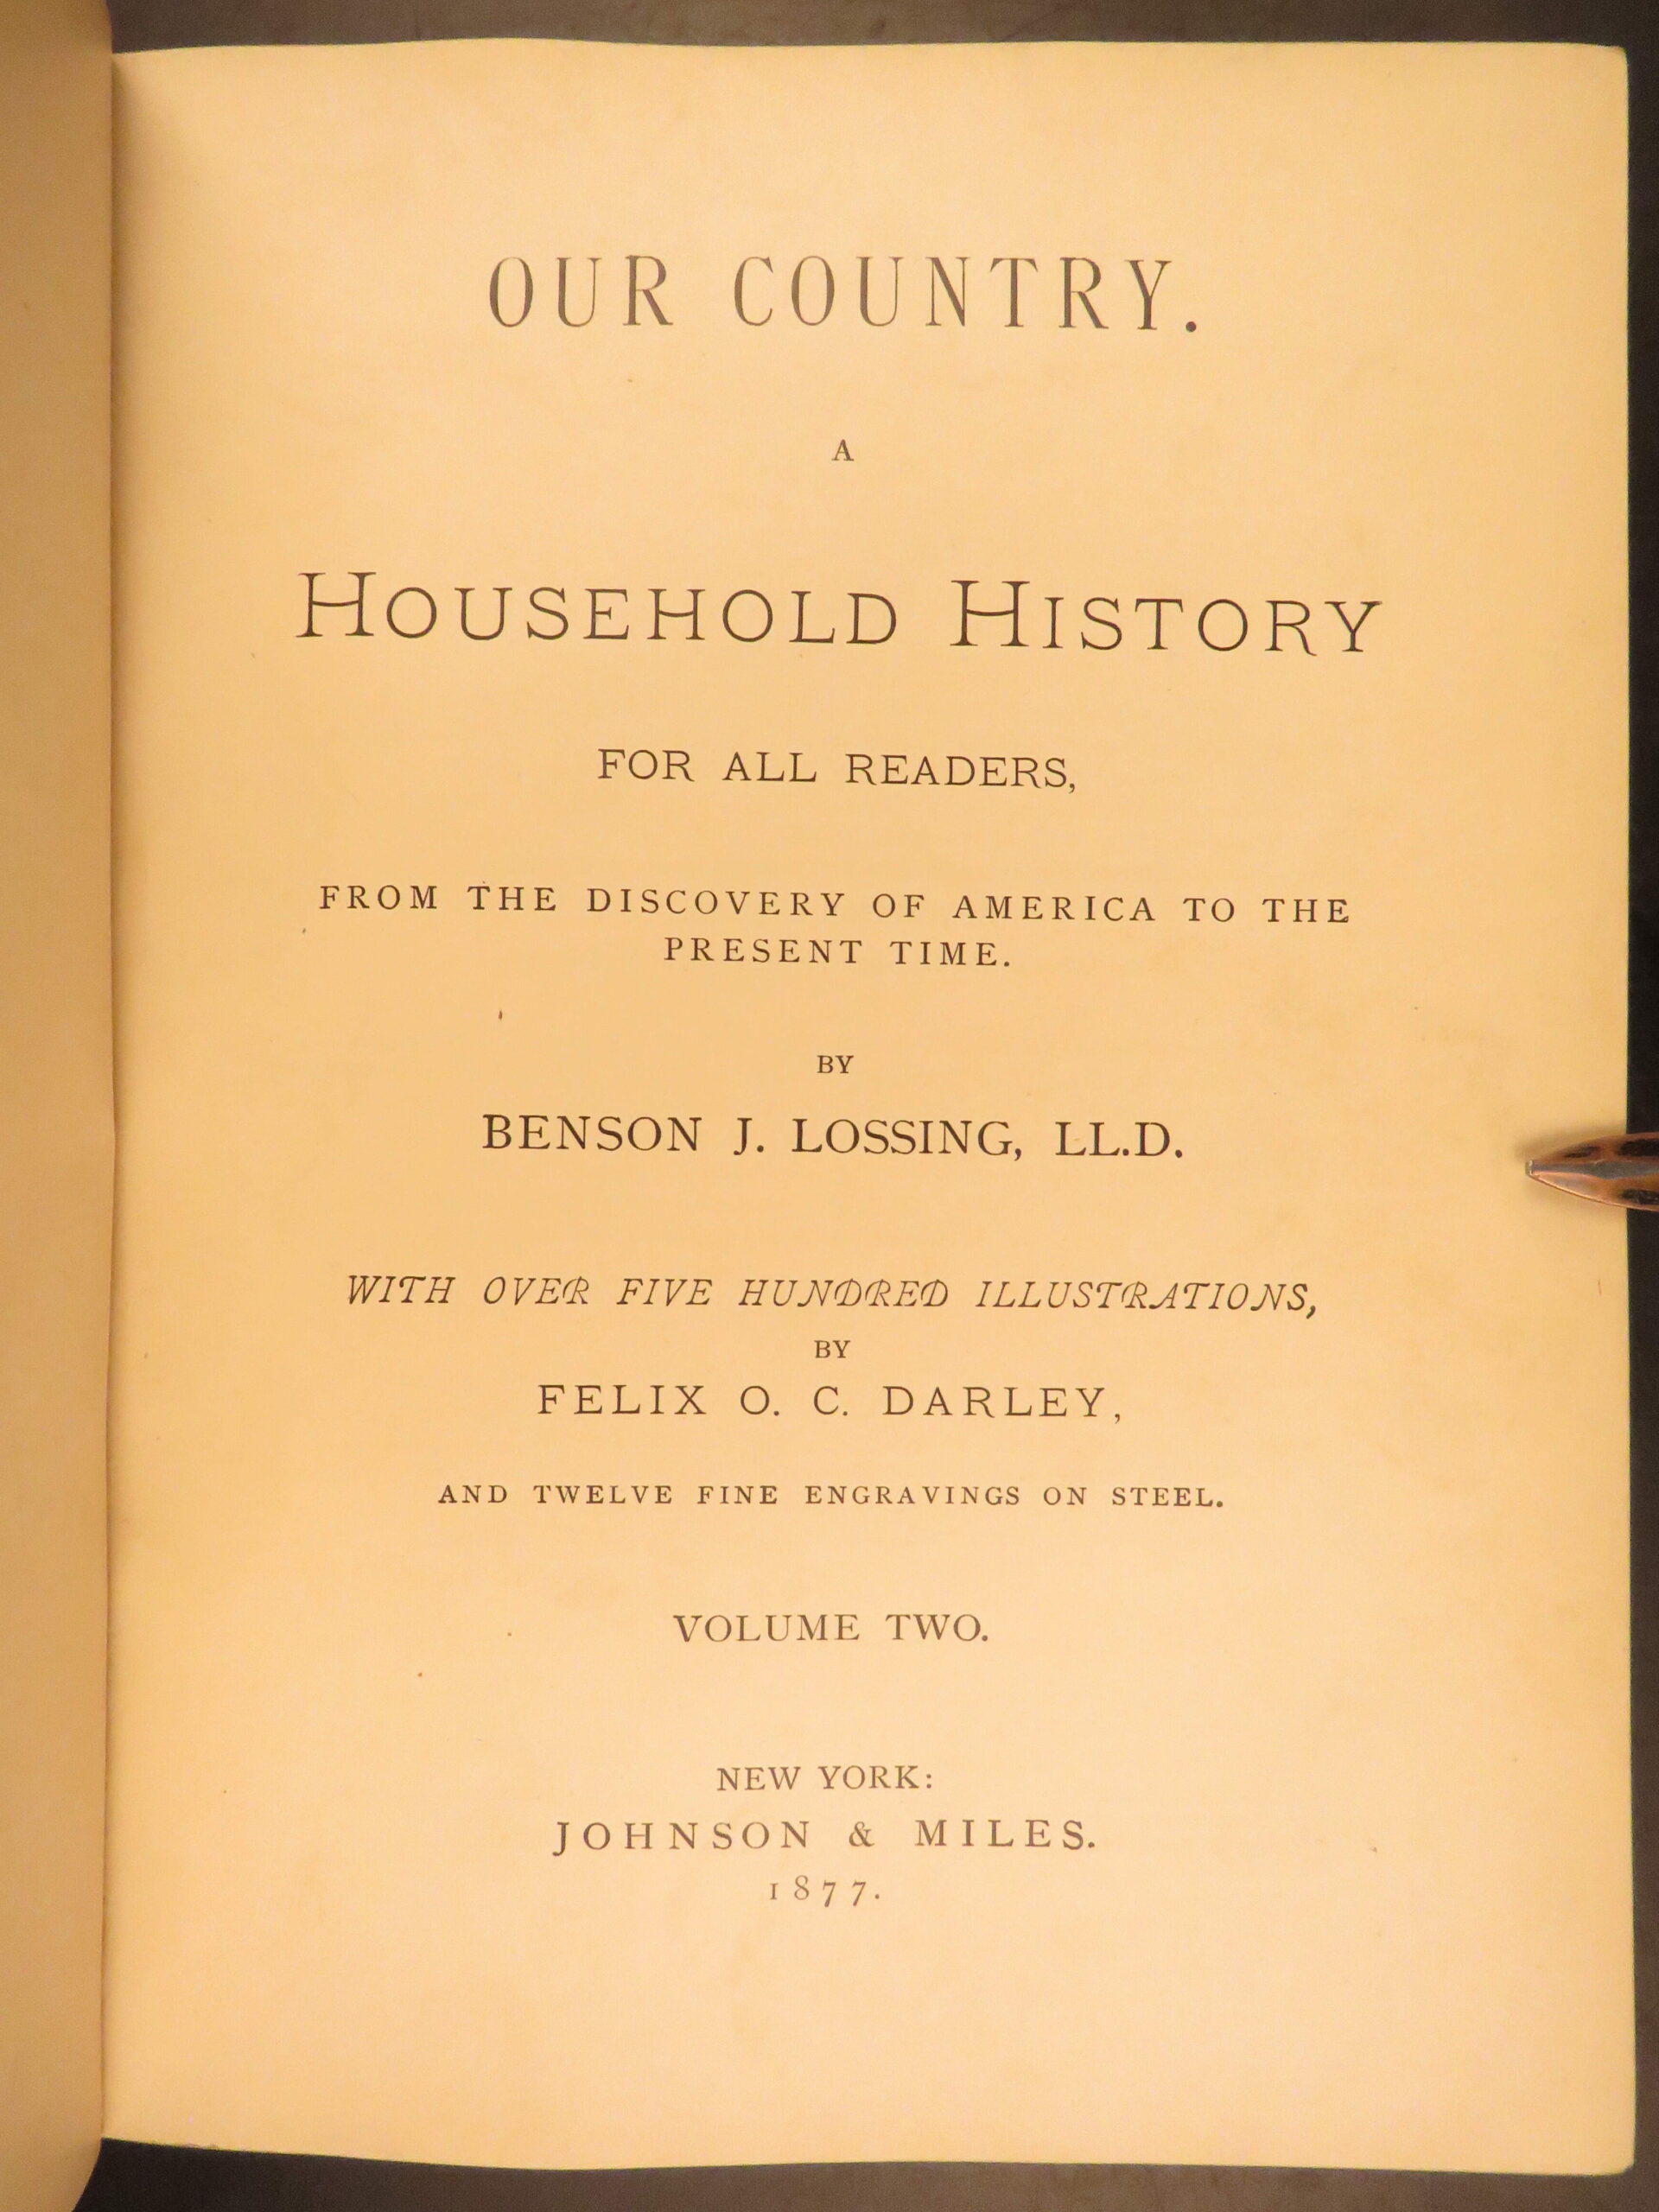 OUR COUNTRY.
A
HOUSEHOLD HISTORY
FOR ALL READERS,
FROM THE DISCOVERY OF AMERICA TO THE
PRESENT TIME.
BY
BENSON J. LOSSING, LL.D.
WITH OVER FIVE HUNDRED ILLUSTRATIONS,
BY
FELIX O. C. DARLEY,
AND TWELVE FINE ENGRAVINGS ON STEEL.
VOLUME TWO.
NEW YORK:
JOHNSON & MILES.
1877.